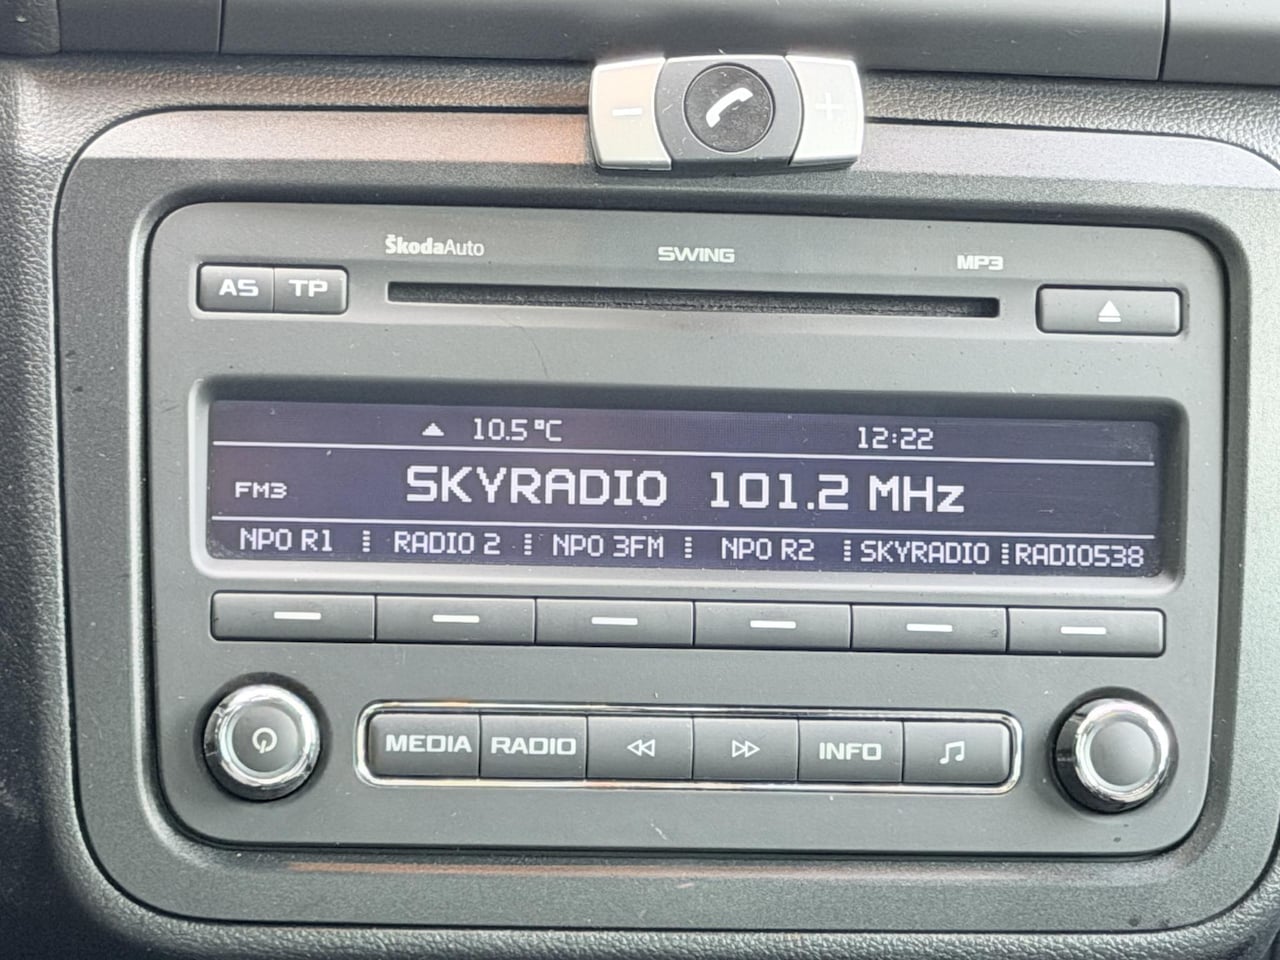 ŠkodaAuto SWING MP3
AS TP
10.5°C 12:22
FM3 SKYRADIO 101.2 MHz
NPO R1 RADIO 2 NPO 3FM NPO R2 SKYRADIO RADIO538
MEDIA RADIO INFO